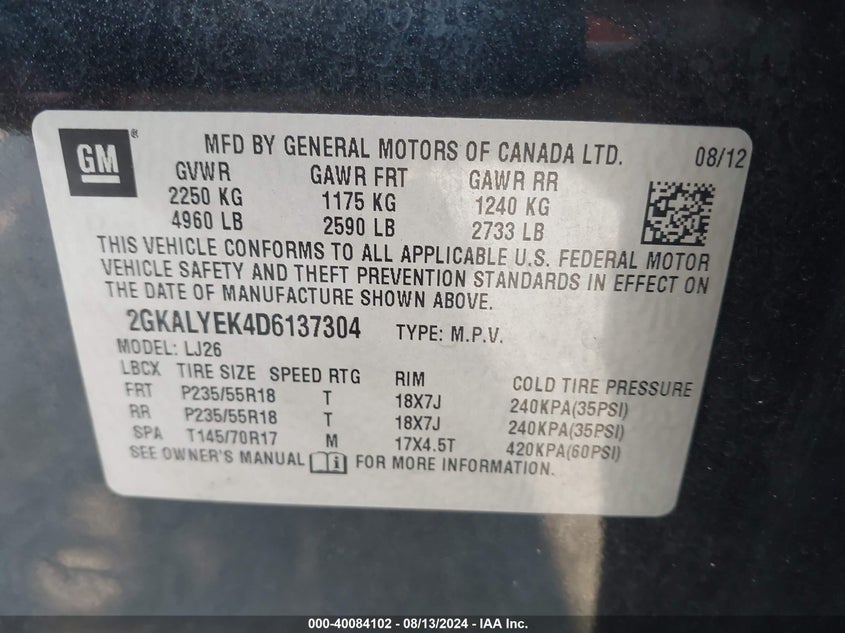 GM®
MFD BY GENERAL MOTORS OF CANADA LTD. 08/12
GVWR GAWR FRT GAWR RR
2250 KG 1175 KG 1240 KG
4960 LB 2590 LB 2733 LB
THIS VEHICLE CONFORMS TO ALL APPLICABLE U.S. FEDERAL MOTOR
VEHICLE SAFETY AND THEFT PREVENTION STANDARDS IN EFFECT ON
THE DATE OF MANUFACTURE SHOWN ABOVE.
2GKALYEK4D6137304 TYPE: M.P.V.
MODEL: LJ26
LBCX TIRE SIZE SPEED RTG RIM COLD TIRE PRESSURE
FRT P235/55R18 T 18X7J 240KPA(35PSI)
RR P235/55R18 T 18X7J 240KPA(35PSI)
SPA T145/70R17 M 17X4.5T 420KPA(60PSI)
SEE OWNER'S MANUAL FOR MORE INFORMATION.
000-40084102 - 08/13/2024 - IAA Inc.